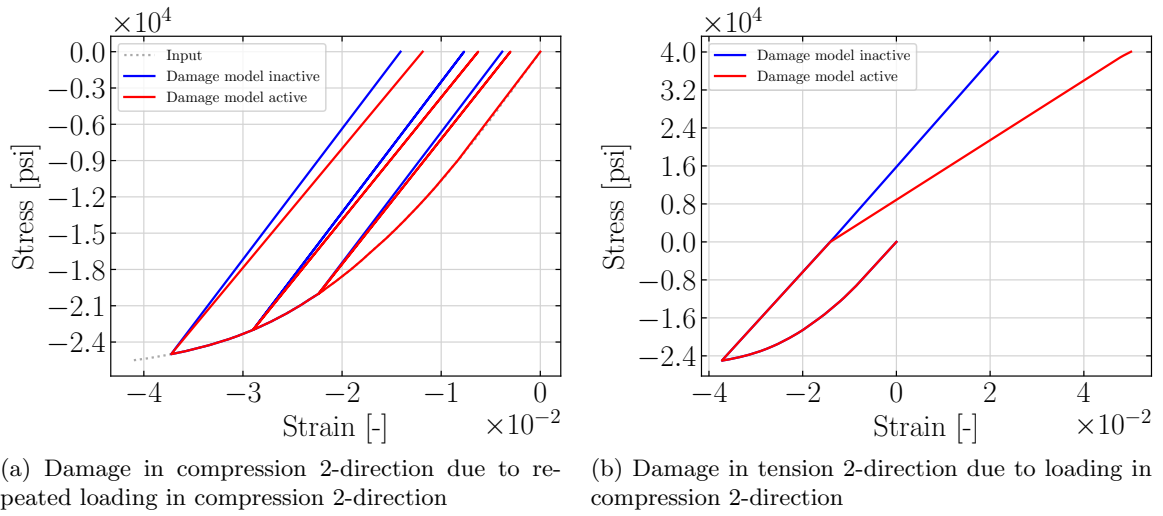 ×10⁴
0.0
−0.3
−0.6
−0.9
−1.2
−1.5
−1.8
−2.1
−2.4
Stress [psi]
Input
Damage model inactive
Damage model active
−4
−3
−2
−1
0
Strain [-]
×10⁻²
(a) Damage in compression 2-direction due to re-
peated loading in compression 2-direction
×10⁴
4.0
3.2
2.4
1.6
0.8
0.0
−0.8
−1.6
−2.4
Stress [psi]
Damage model inactive
Damage model active
−4
−2
0
2
4
Strain [-]
×10⁻²
(b) Damage in tension 2-direction due to loading in
compression 2-direction